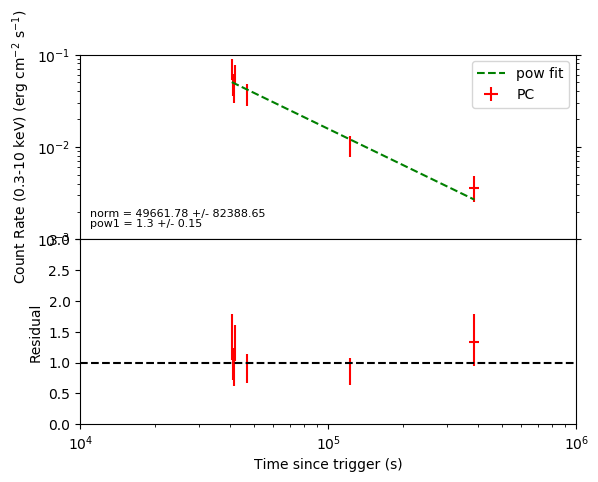 Count Rate (0.3-10 keV) (erg cm⁻² s⁻¹)
10⁻¹
10⁻²
10⁻³
pow fit
PC
norm = 49661.78 +/- 82388.65
pow1 = 1.3 +/- 0.15
Residual
3.0
2.5
2.0
1.5
1.0
0.5
0.0
10⁴ 10⁵ 10⁶
Time since trigger (s)